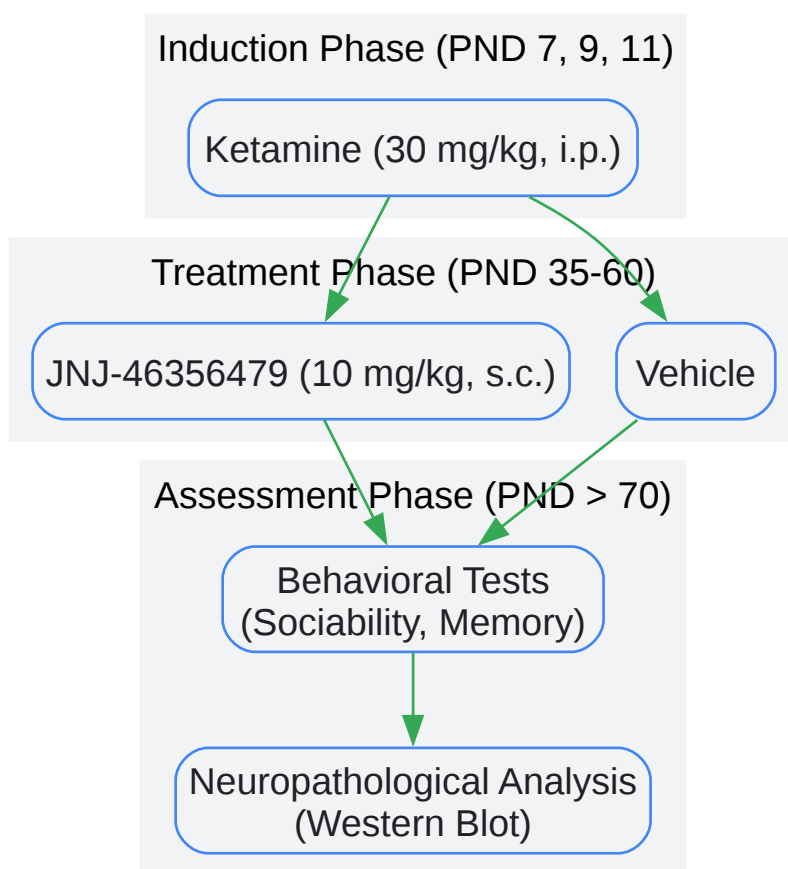 Induction Phase (PND 7, 9, 11)
Ketamine (30 mg/kg, i.p.)
Treatment Phase (PND 35-60)
JNJ-46356479 (10 mg/kg, s.c.)
Vehicle
Assessment Phase (PND > 70)
Behavioral Tests
(Sociability, Memory)
Neuropathological Analysis
(Western Blot)